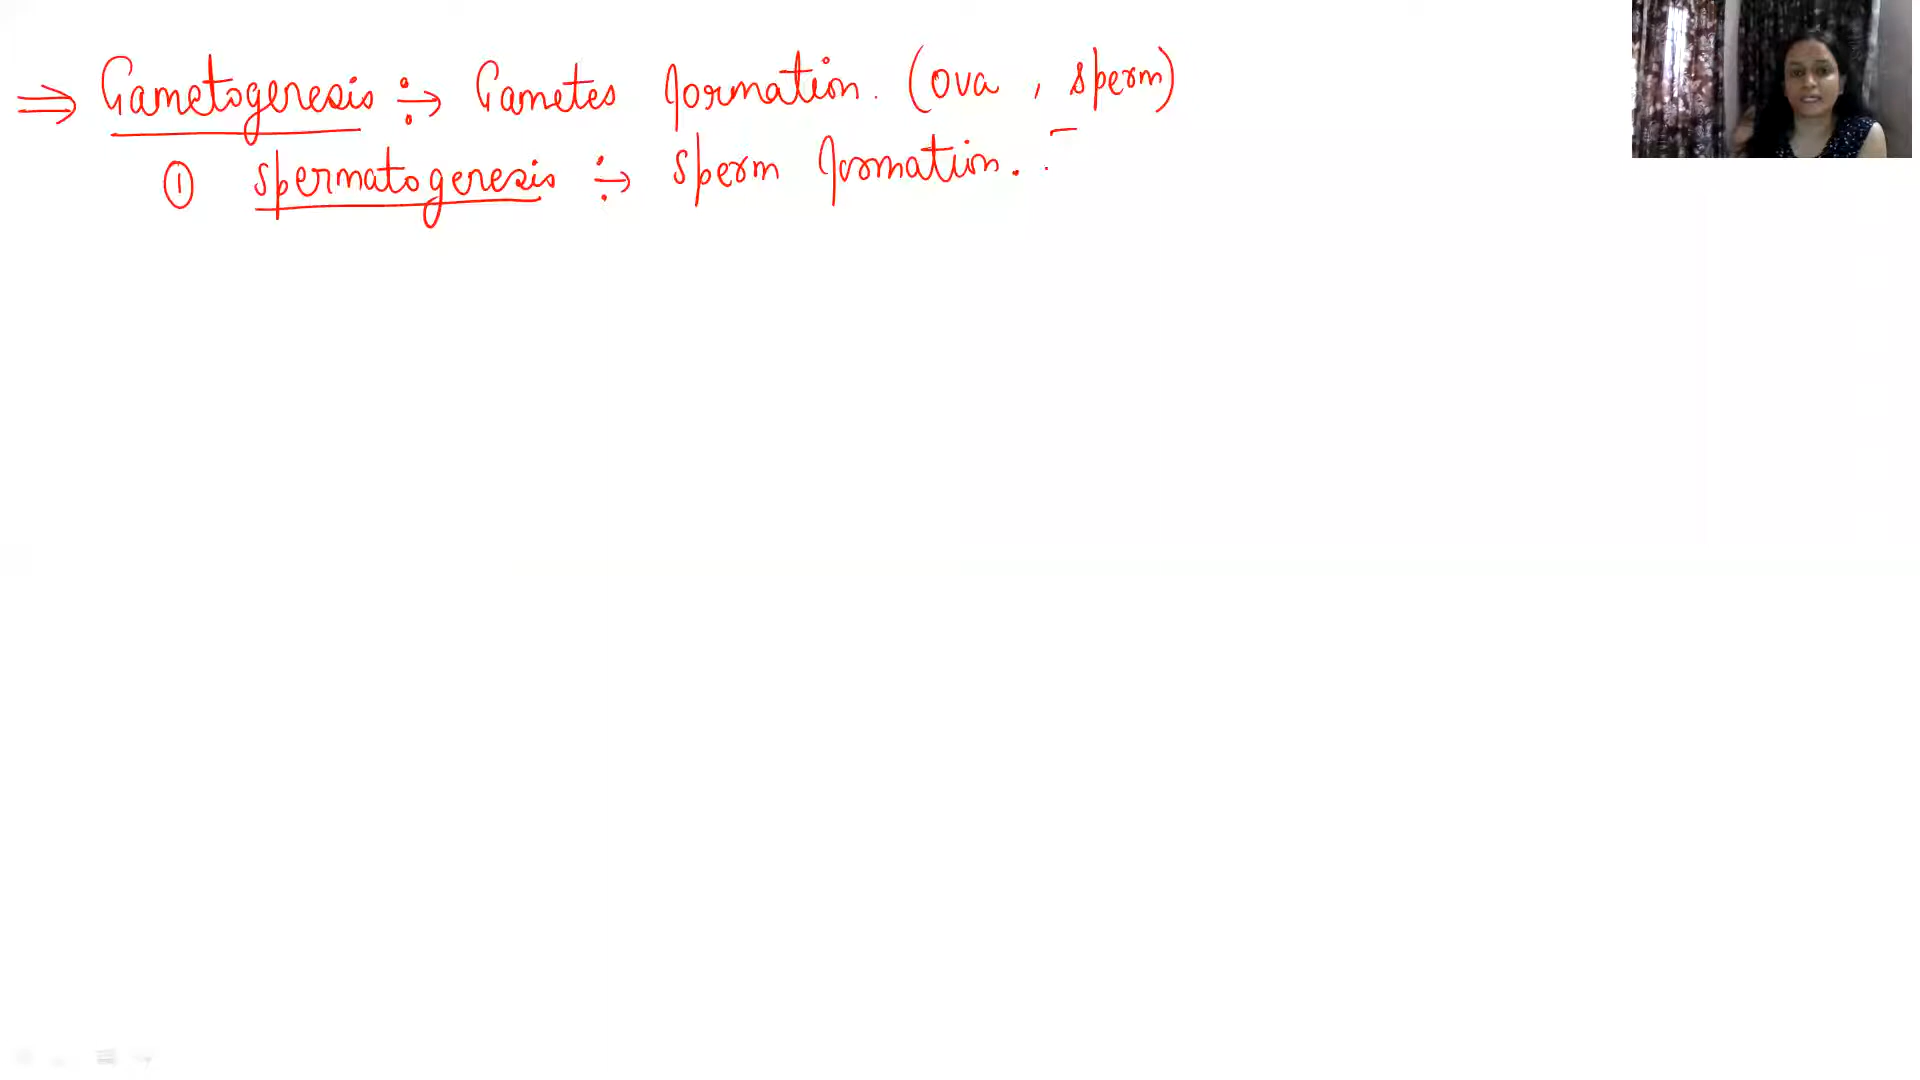 ⇒ Gametogenesis ÷→ Gametes formation. (ova , sperm)
① spermatogenesis ÷→ sperm formation.